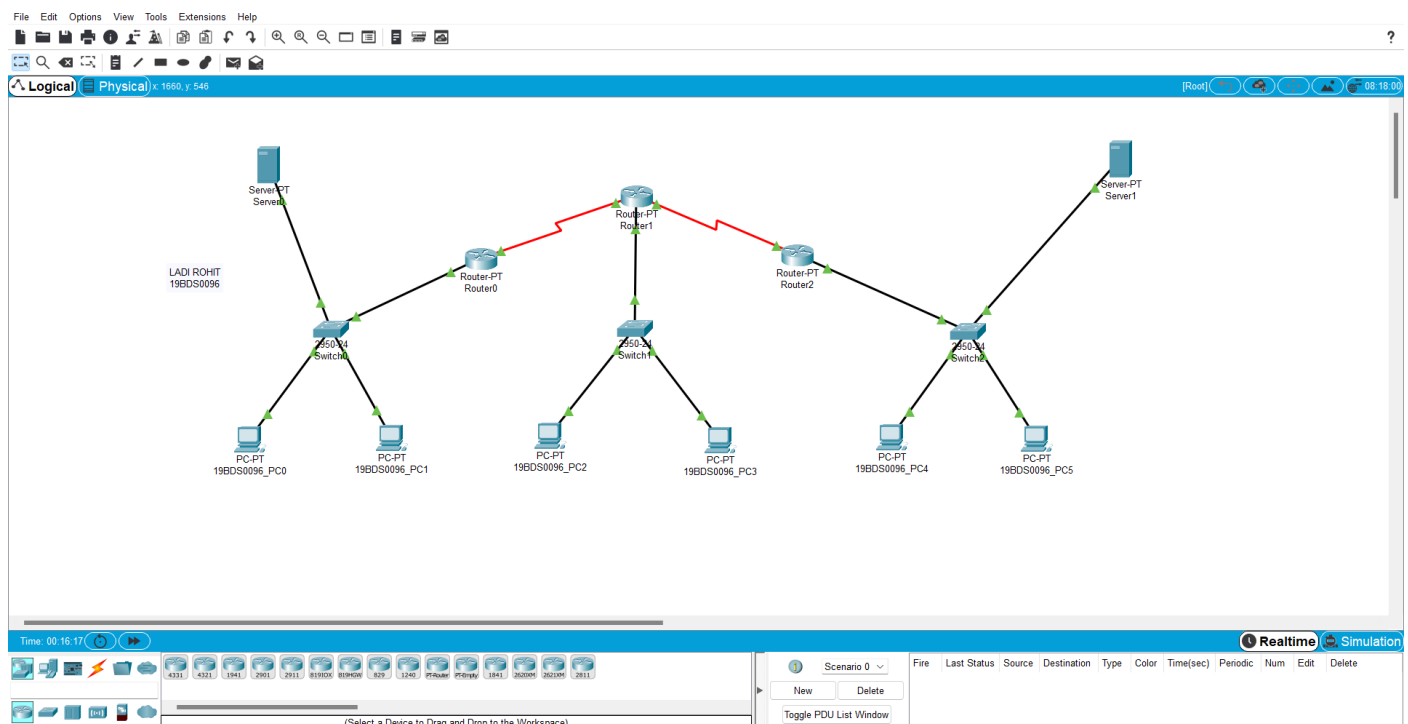 File Edit Options View Tools Extensions Help
?
Logical Physical x: 1660, y: 546 [Root] 08:18:00
Server-PT
Server0
Server-PT
Server1
Router-PT
Router1
LADI ROHIT
19BDS0096
Router-PT
Router0
Router-PT
Router2
2950-24
Switch0
2950-24
Switch1
2950-24
Switch2
PC-PT
19BDS0096_PC0
PC-PT
19BDS0096_PC1
PC-PT
19BDS0096_PC2
PC-PT
19BDS0096_PC3
PC-PT
19BDS0096_PC4
PC-PT
19BDS0096_PC5
Time: 00:16:17 Realtime Simulation
4331 4321 1941 2901 2911 819IOX 819HGW 829 1240 PT-Router PT-Empty 1841 2620XM 2621XM 2811
Scenario 0
New Delete
Toggle PDU List Window
Fire Last Status Source Destination Type Color Time(sec) Periodic Num Edit Delete
(Select a Device to Drag and Drop to the Workspace)